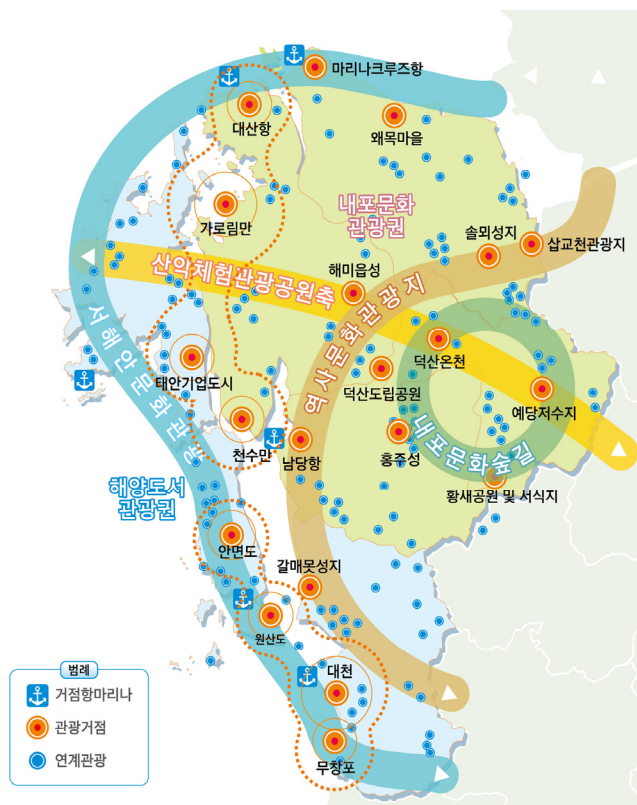 마리나크루즈항
대산항
왜목마을
가로림만
내포문화
관광권
솔뫼성지
삽교천관광지
해미읍성
산악체험관광공원축
역사문화관광지
서해안문화관광
덕산온천
태안기업도시
덕산도립공원
예당저수지
천수만
남당항
홍주성
내포문화숲길
해양도서
관광권
황새공원 및 서식지
안면도
갈매못성지
원산도
대천
무창포
범례
거점항마리나
관광거점
연계관광